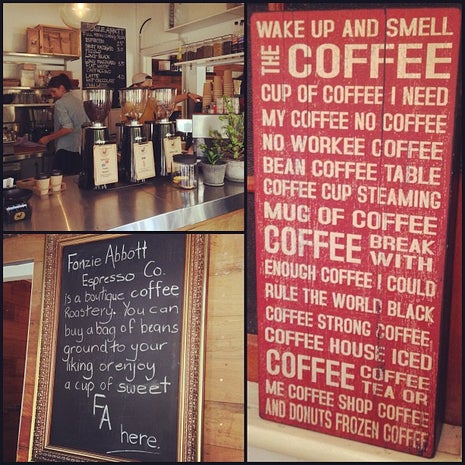 FONZIE ABBOTT
ESPRESSO
LATTE
Fonzie Abbott
Espresso Co.
is a boutique coffee
Roastery. You can
buy a bag of beans
ground to your
liking or enjoy
a cup of sweet
FA
here.
WAKE UP AND SMELL
THE COFFEE
CUP OF COFFEE I NEED
MY COFFEE NO COFFEE
NO WORKEE COFFEE
BEAN COFFEE TABLE
COFFEE CUP STEAMING
MUG OF COFFEE
COFFEE BREAK WITH
ENOUGH COFFEE I COULD
RULE THE WORLD BLACK
COFFEE STRONG COFFEE
COFFEE HOUSE ICED
COFFEE COFFEE TEA OR
ME COFFEE SHOP COFFEE
AND DONUTS FROZEN COFFEE